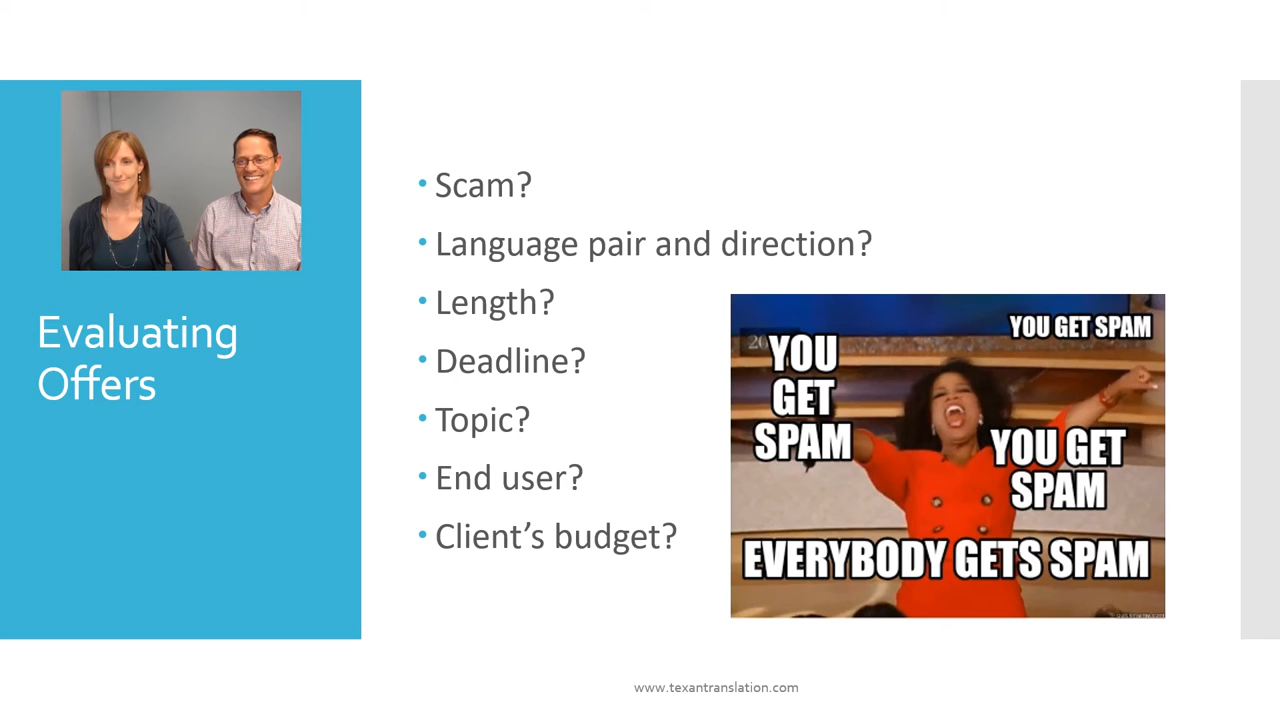 Evaluating
Offers
• Scam?
• Language pair and direction?
• Length?
• Deadline?
• Topic?
• End user?
• Client’s budget?
YOU GET SPAM
YOU
GET
SPAM
YOU GET
SPAM
EVERYBODY GETS SPAM
www.texantranslation.com